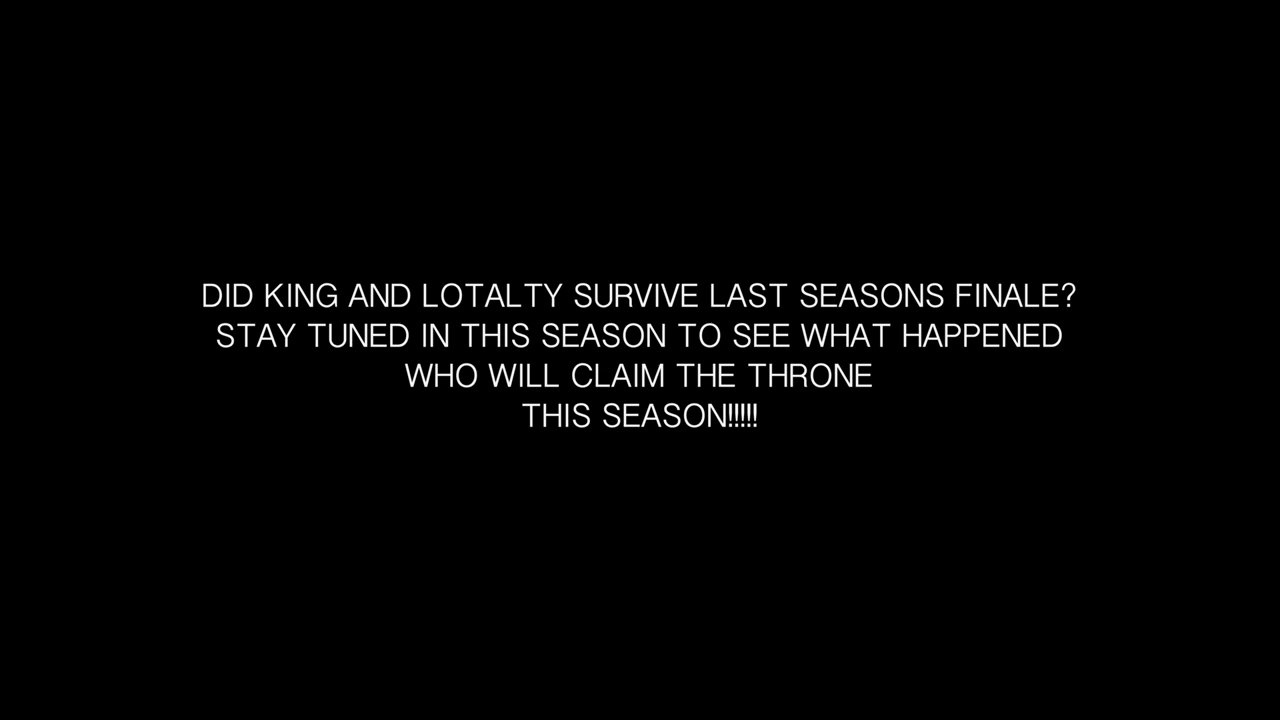 DID KING AND LOTALTY SURVIVE LAST SEASONS FINALE?
STAY TUNED IN THIS SEASON TO SEE WHAT HAPPENED
WHO WILL CLAIM THE THRONE
THIS SEASON!!!!!